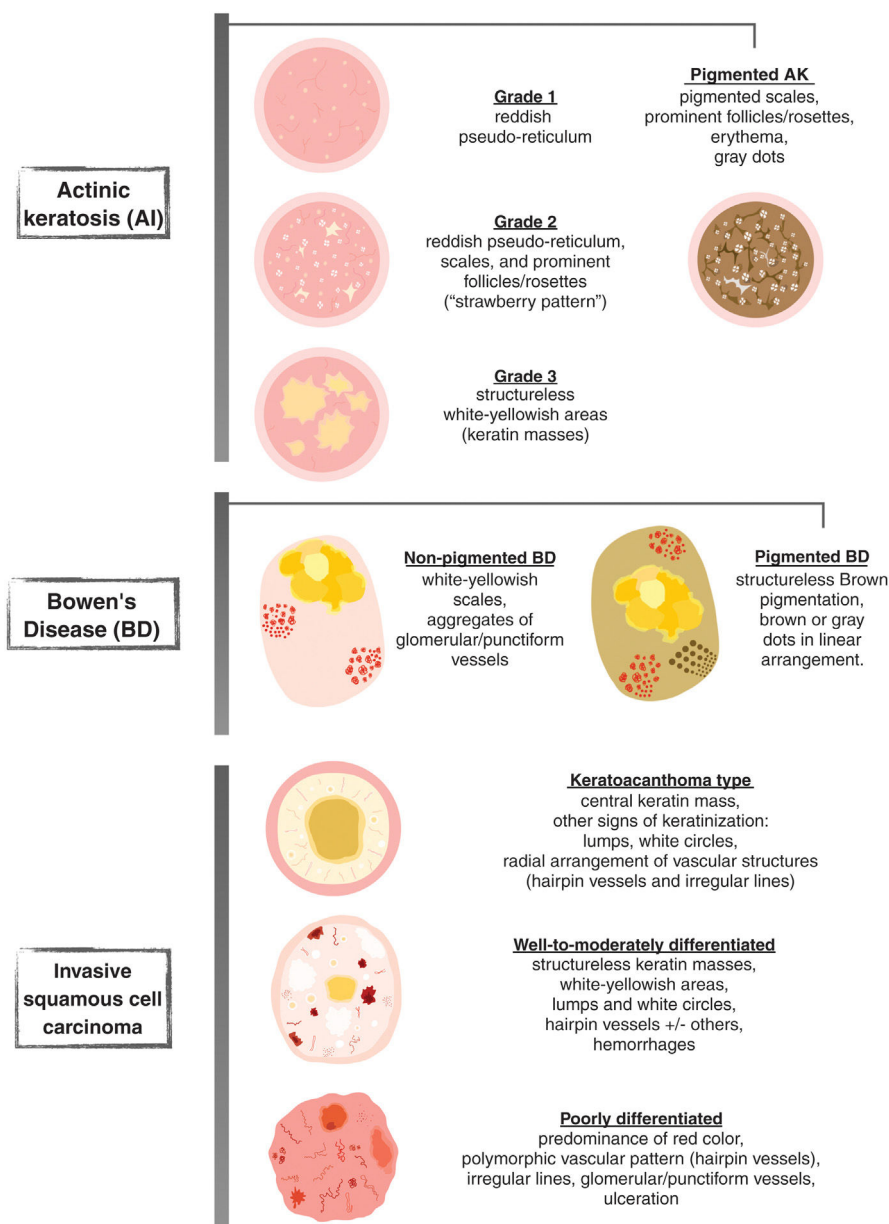 Actinic
keratosis (AI)
Grade 1
reddish
pseudo-reticulum
Pigmented AK
pigmented scales,
prominent follicles/rosettes,
erythema,
gray dots
Grade 2
reddish pseudo-reticulum,
scales, and prominent
follicles/rosettes
(“strawberry pattern”)
Grade 3
structureless
white-yellowish areas
(keratin masses)
Bowen's
Disease (BD)
Non-pigmented BD
white-yellowish
scales,
aggregates of
glomerular/punctiform
vessels
Pigmented BD
structureless Brown
pigmentation,
brown or gray
dots in linear
arrangement.
Invasive
squamous cell
carcinoma
Keratoacanthoma type
central keratin mass,
other signs of keratinization:
lumps, white circles,
radial arrangement of vascular structures
(hairpin vessels and irregular lines)
Well-to-moderately differentiated
structureless keratin masses,
white-yellowish areas,
lumps and white circles,
hairpin vessels +/- others,
hemorrhages
Poorly differentiated
predominance of red color,
polymorphic vascular pattern (hairpin vessels),
irregular lines, glomerular/punctiform vessels,
ulceration